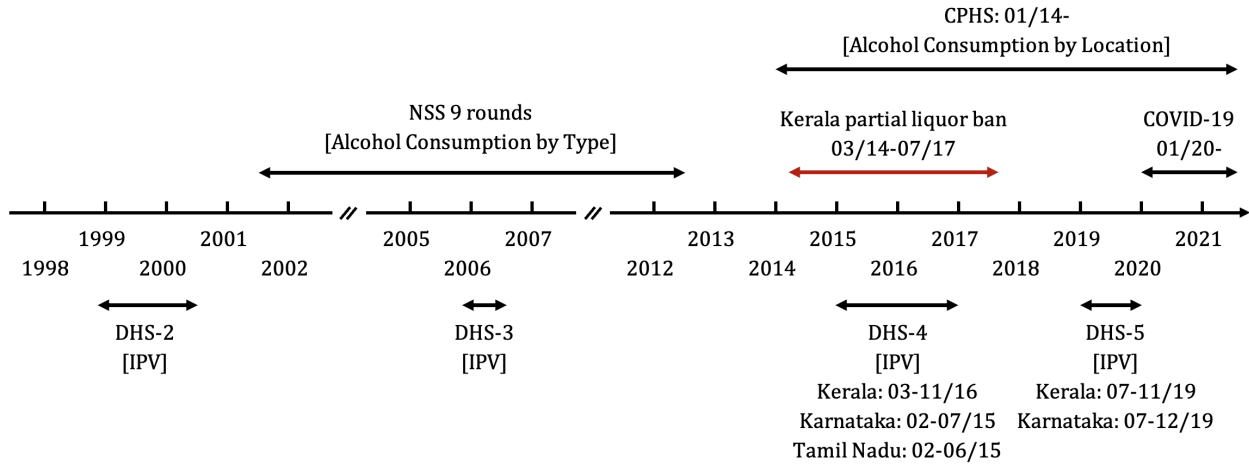 CPHS: 01/14-
[Alcohol Consumption by Location]
NSS 9 rounds
[Alcohol Consumption by Type]
Kerala partial liquor ban
03/14-07/17
COVID-19
01/20-
1999 2001 2005 2007 2013 2015 2017 2019 2021
1998 2000 2002 2006 2012 2014 2016 2018 2020
DHS-2
[IPV]
DHS-3
[IPV]
DHS-4
[IPV]
Kerala: 03-11/16
Karnataka: 02-07/15
Tamil Nadu: 02-06/15
DHS-5
[IPV]
Kerala: 07-11/19
Karnataka: 07-12/19